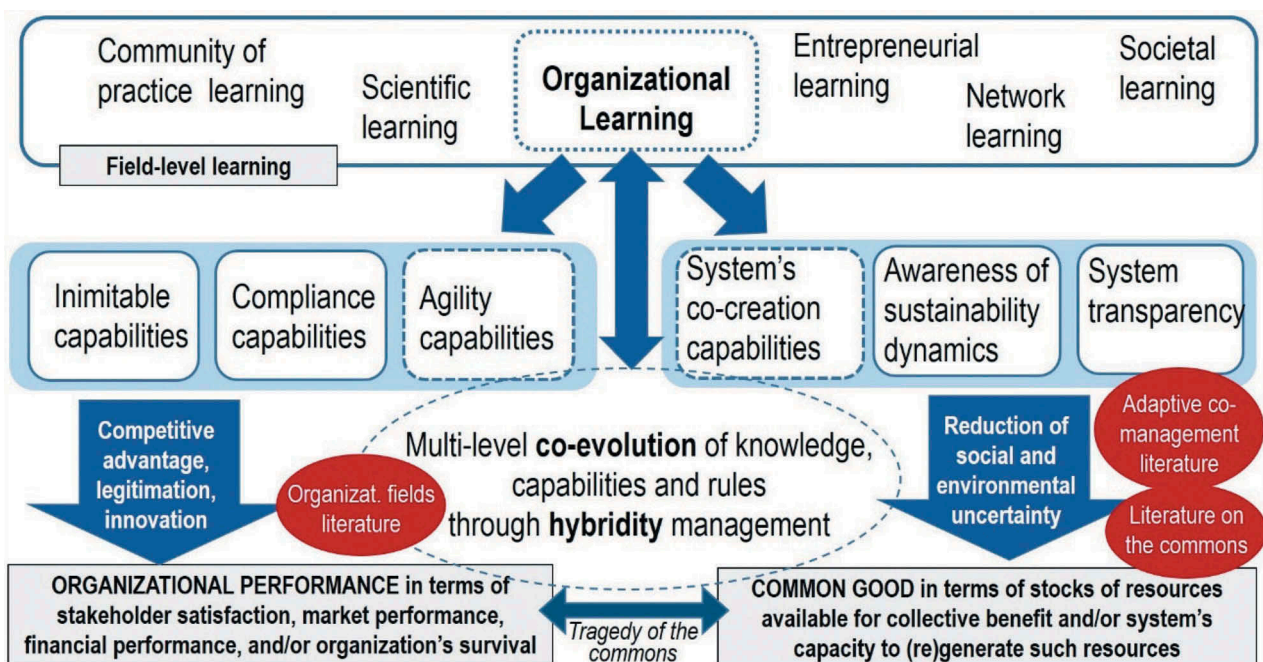 Community of
practice learning
Scientific
learning
Organizational
Learning
Entrepreneurial
learning
Network
learning
Societal
learning
Field-level learning
Inimitable
capabilities
Compliance
capabilities
Agility
capabilities
System's
co-creation
capabilities
Awareness of
sustainability
dynamics
System
transparency
Competitive
advantage,
legitimation,
innovation
Organizat. fields
literature
Multi-level co-evolution of knowledge,
capabilities and rules
through hybridity management
Reduction of
social and
environmental
uncertainty
Adaptive co-
management
literature
Literature on
the commons
ORGANIZATIONAL PERFORMANCE in terms of
stakeholder satisfaction, market performance,
financial performance, and/or organization's survival
Tragedy of the
commons
COMMON GOOD in terms of stocks of resources
available for collective benefit and/or system's
capacity to (re)generate such resources